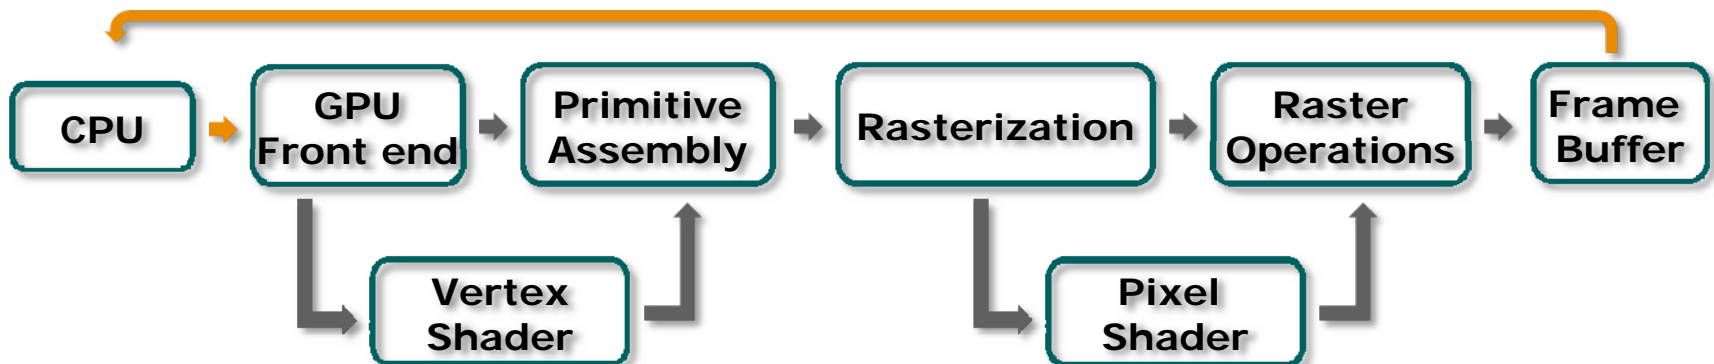 CPU
GPU
Front end
Primitive
Assembly
Rasterization
Raster
Operations
Frame
Buffer
Vertex
Shader
Pixel
Shader